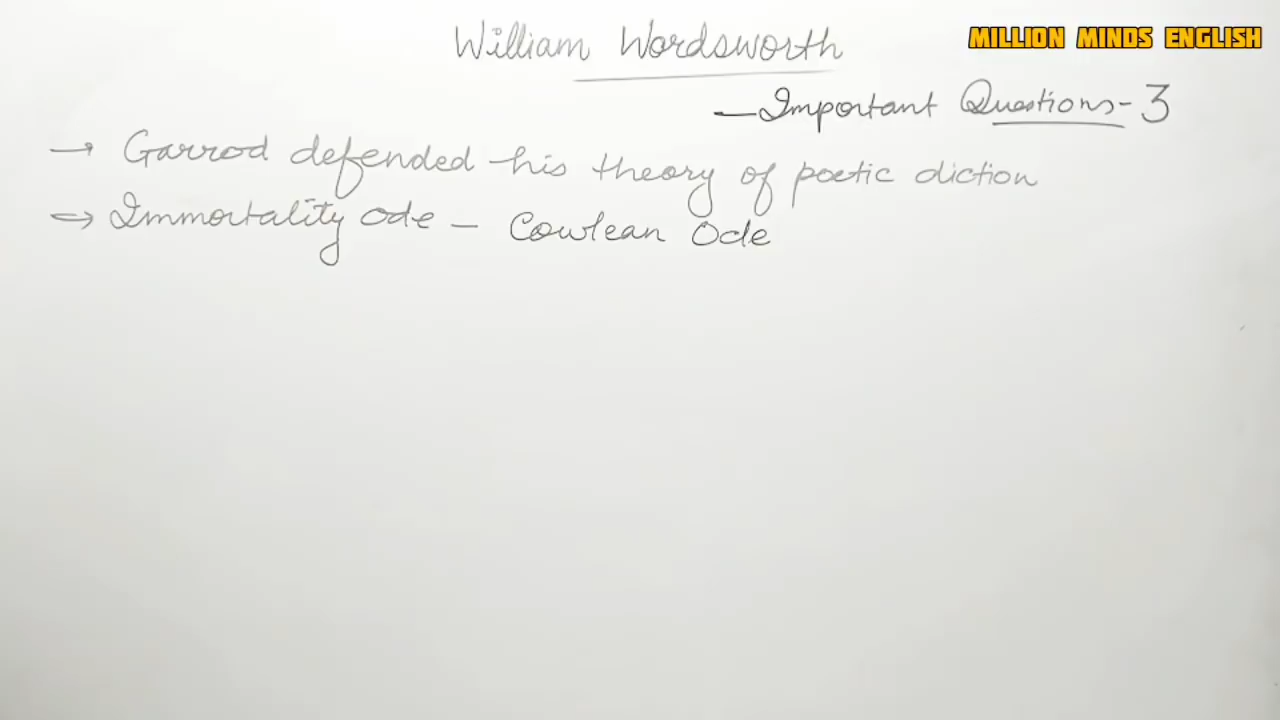 William Wordsworth
MILLION MINDS ENGLISH
— Important Questions - 3
→ Garrod defended his theory of poetic diction
⇒ Immortality ode — Cowlean Ode